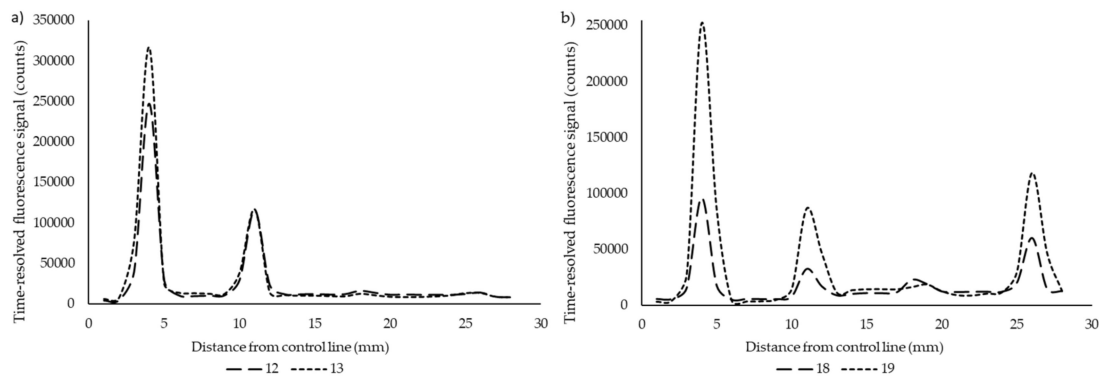 a)
Time-resolved fluorescence signal (counts)
350000
300000
250000
200000
150000
100000
50000
0
0 5 10 15 20 25 30
Distance from control line (mm)
12 13
b)
Time-resolved fluorescence signal (counts)
250000
200000
150000
100000
50000
0
0 5 10 15 20 25 30
Distance from control line (mm)
18 19